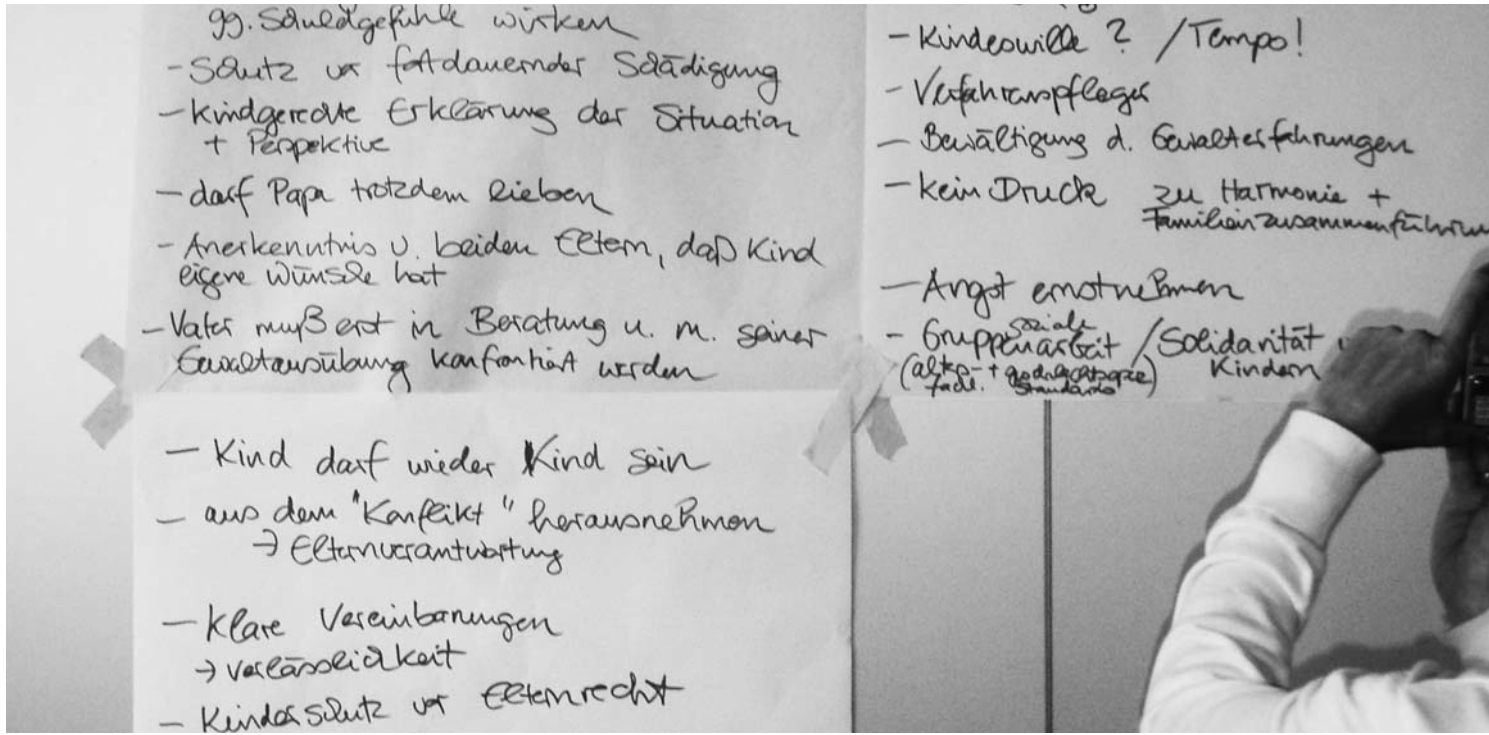 gg. Schuldgefühle wirken
- Schutz vor fortdauernder Schädigung
- Kindgerechte Erklärung der Situation
+ Perspektive
- darf Papa trotzdem lieben
- Anerkenntnis v. beiden Eltern, daß Kind
eigene Wünsche hat
- Vater muß erst in Beratung u. m. seiner
Gewaltausübung konfrontiert werden
- Kind darf wieder Kind sein
- aus dem "Konflikt" herausnehmen
→ Elternverantwortung
- Klare Vereinbarungen
→ Verlässlichkeit
- Kinderschutz vor Elternrecht
- Kindeswille ? / Tempo!
- Verfahrenspfleger
- Bewältigung d. Gewalterfahrungen
- kein Druck zu Harmonie +
Familienzusammenführung
- Angst ernstnehmen
- soziale
Gruppenarbeit / Solidarität
(alters- + geschlechtsspez.) Kindern
Standards